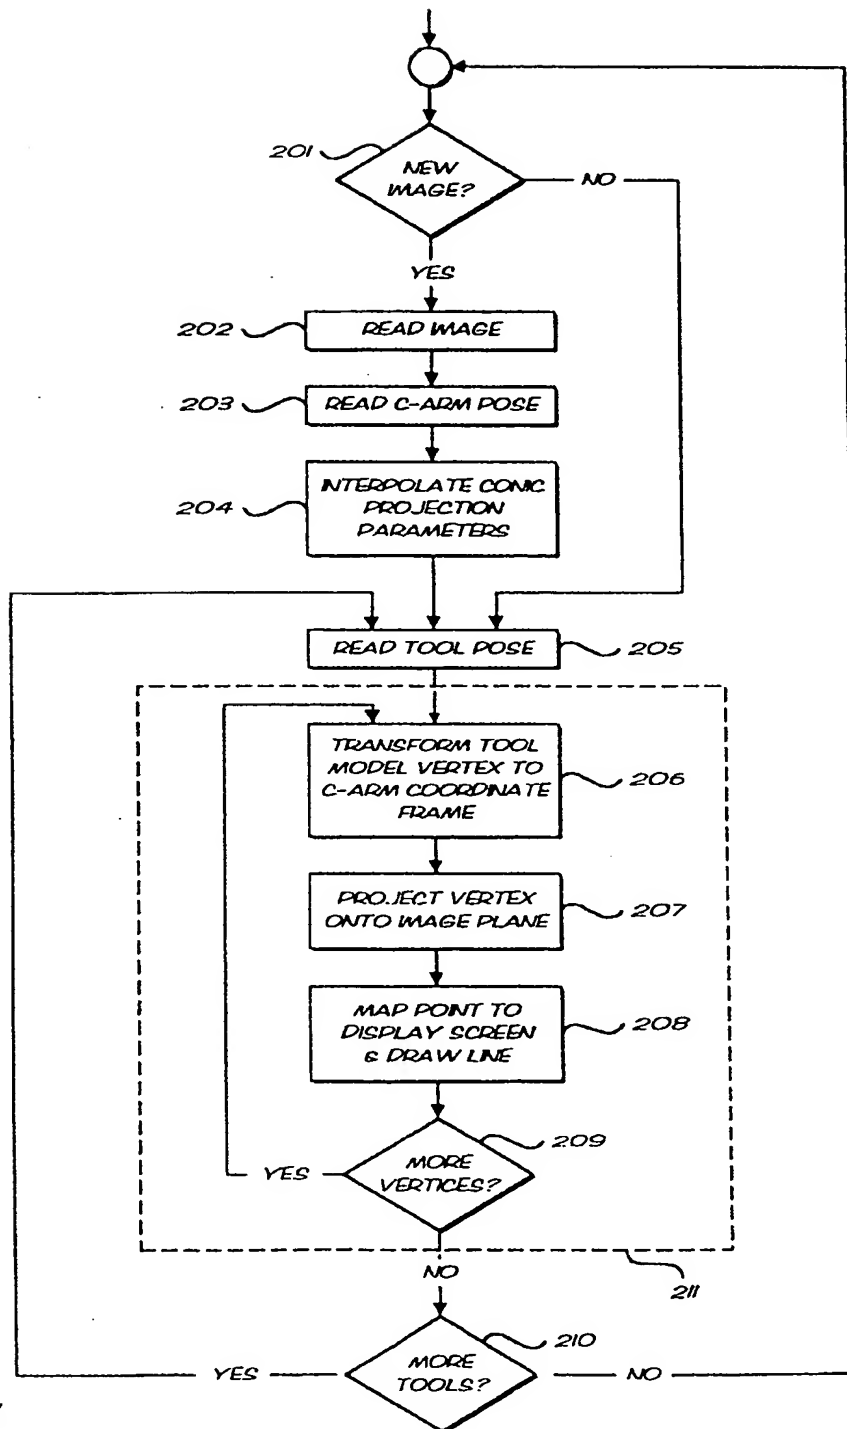 201
NEW
IMAGE?
NO
YES
202
READ IMAGE
203
READ C-ARM POSE
204
INTERPOLATE CONIC
PROJECTION
PARAMETERS
READ TOOL POSE
205
TRANSFORM TOOL
MODEL VERTEX TO
C-ARM COORDINATE
FRAME
206
PROJECT VERTEX
ONTO IMAGE PLANE
207
MAP POINT TO
DISPLAY SCREEN
& DRAW LINE
208
209
YES
MORE
VERTICES?
NO
211
210
YES
MORE
TOOLS?
NO